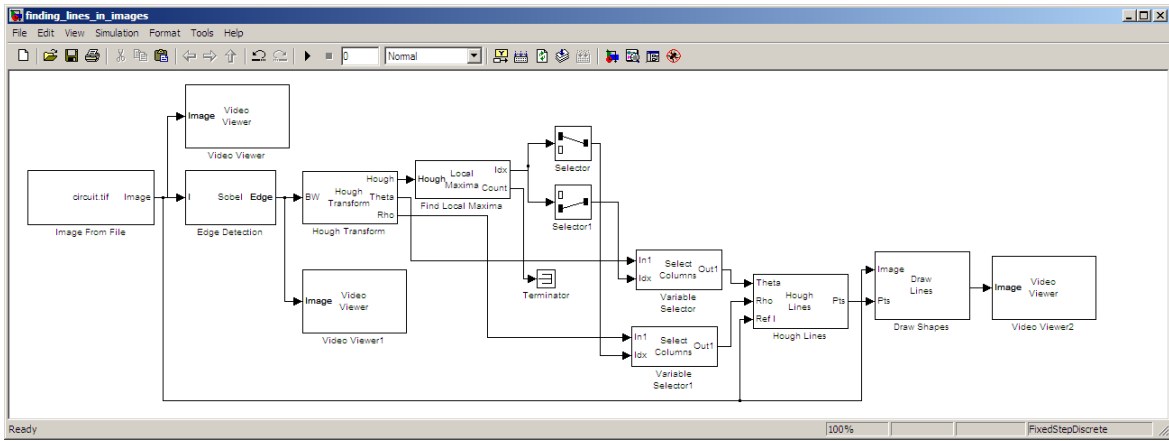 finding_lines_in_images
File Edit View Simulation Format Tools Help
0 Normal
Image Video Viewer
Video Viewer
circuit.tif Image
Image From File
I Sobel Edge
Edge Detection
Image Video Viewer
Video Viewer1
BW Hough Transform Hough Theta Rho
Hough Transform
Hough Local Maxima Idx Count
Find Local Maxima
Selector
Selector1
Terminator
In1 Idx Select Columns Out1
Variable
Selector
In1 Idx Select Columns Out1
Variable
Selector1
Theta Rho Ref I Hough Lines Pts
Hough Lines
Image Pts Draw Lines
Draw Shapes
Image Video Viewer
Video Viewer2
Ready 100% FixedStepDiscrete